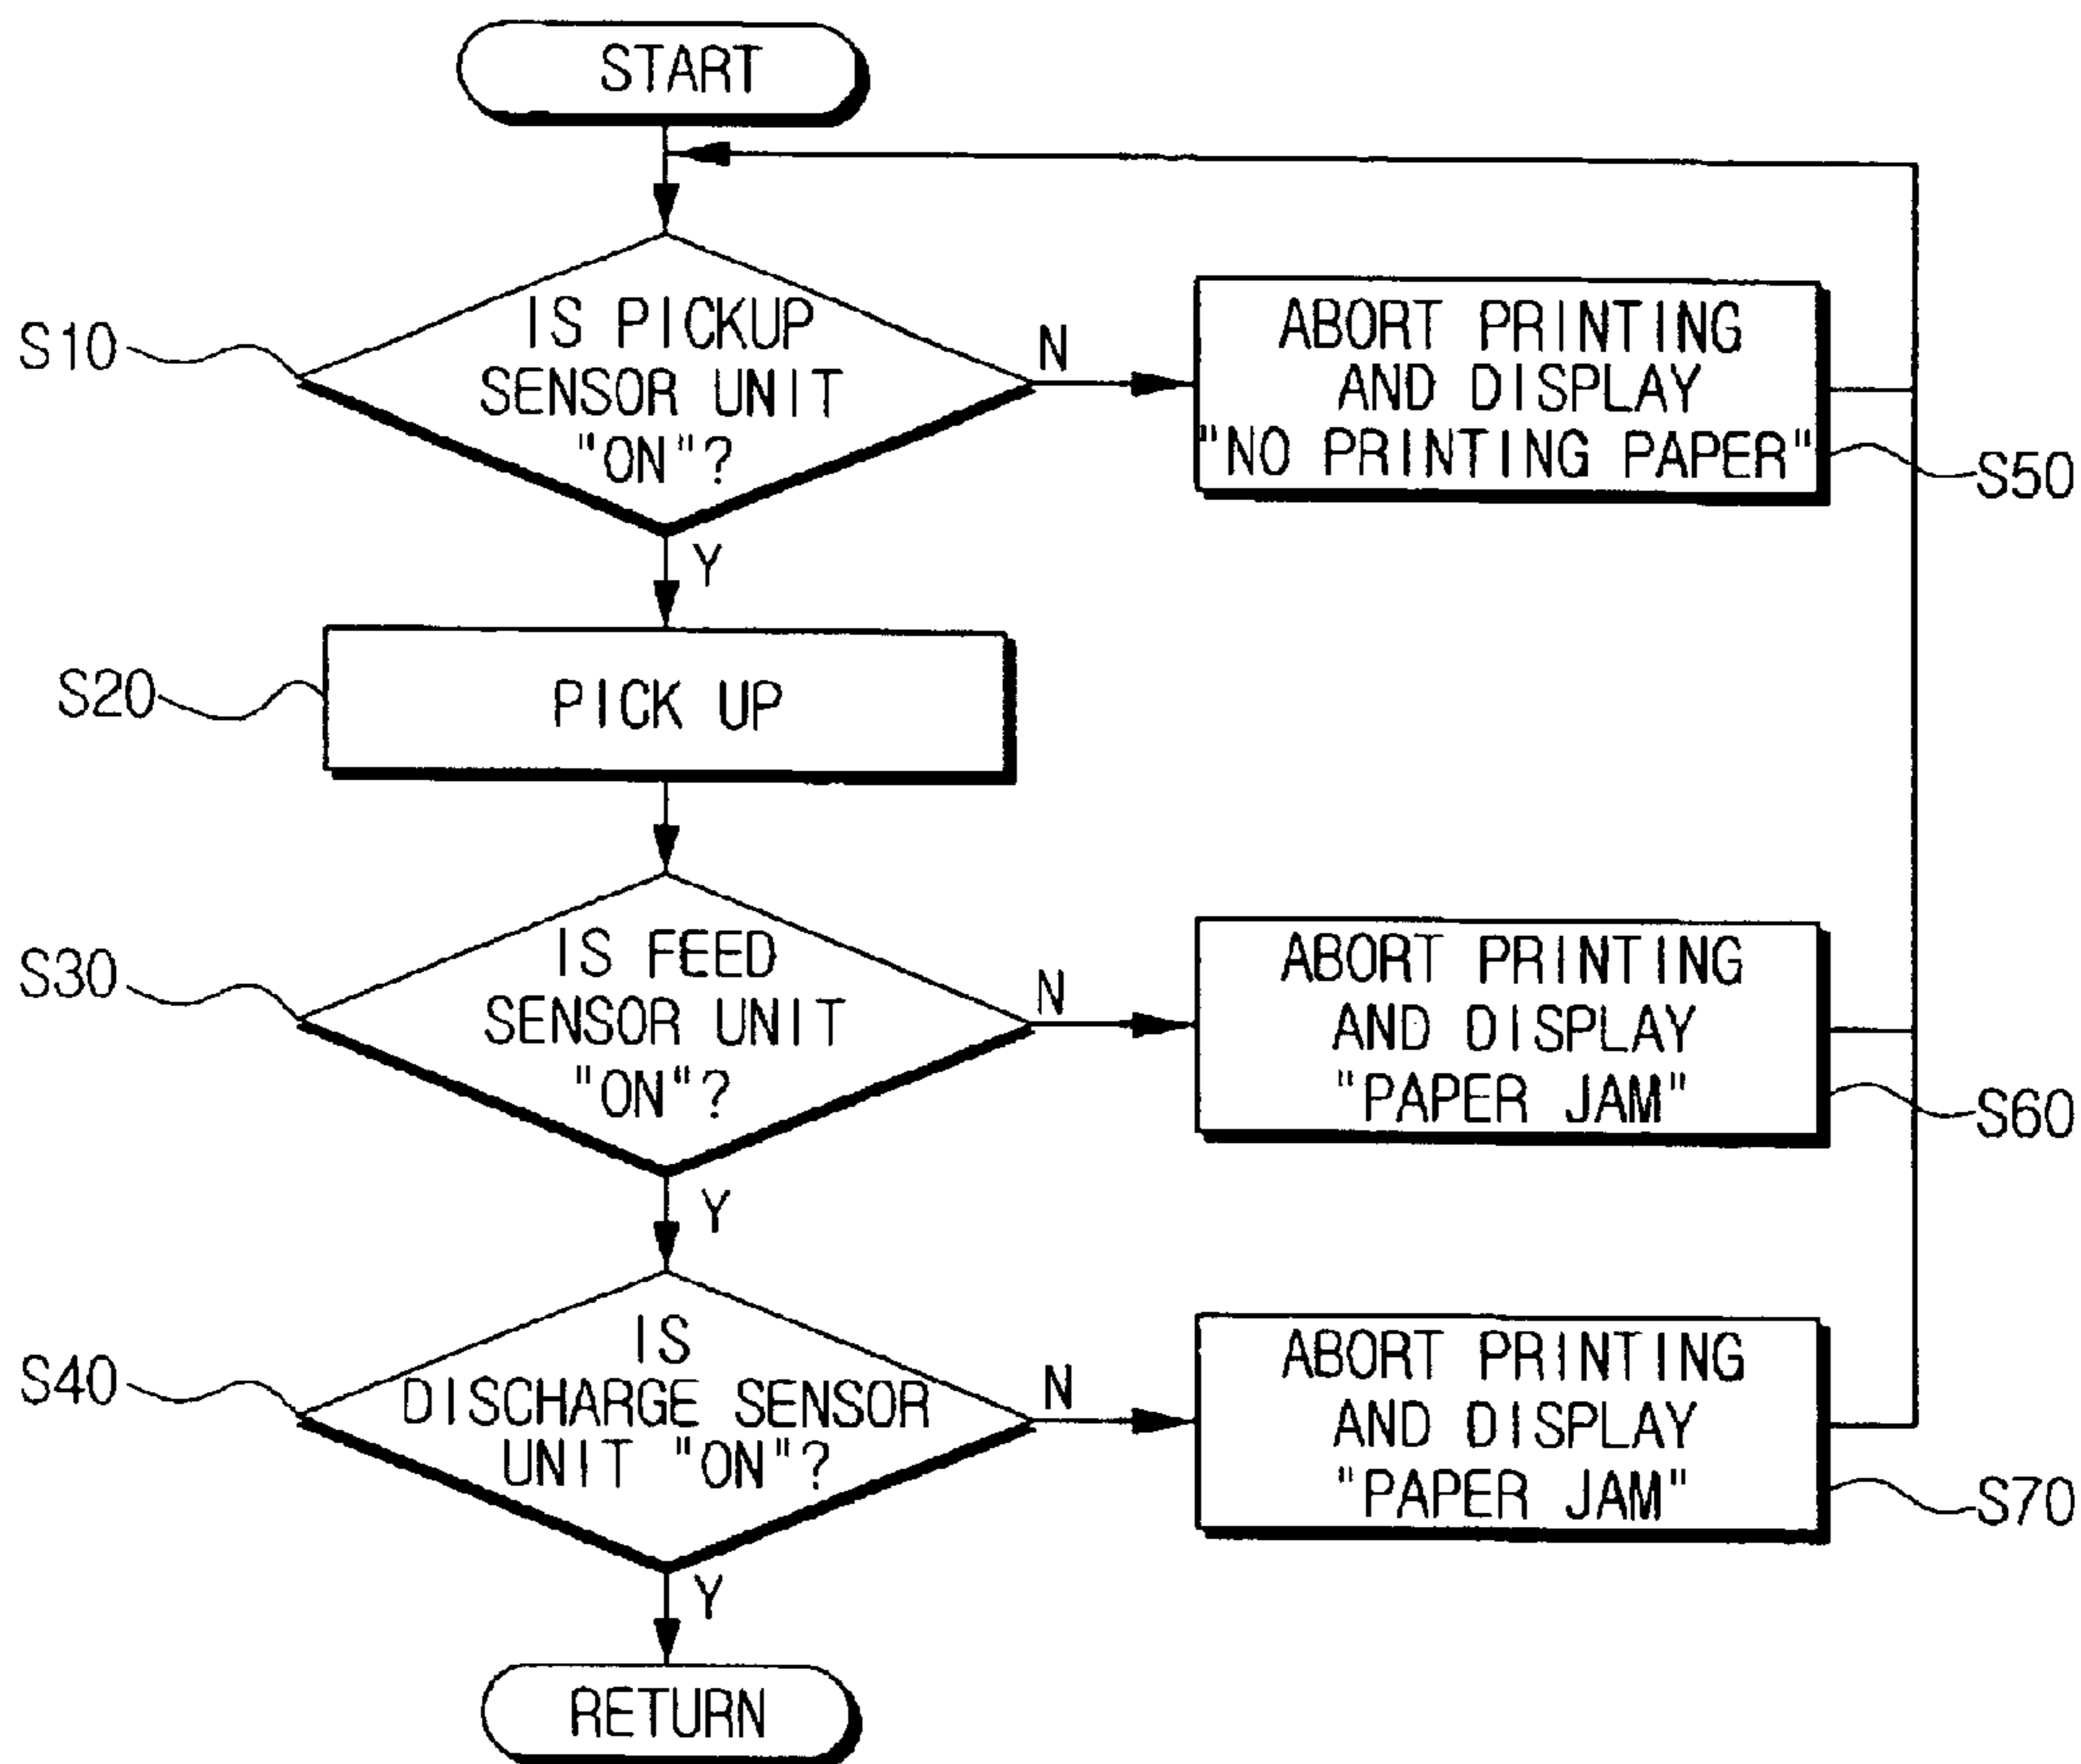 START
S10
IS PICKUP
SENSOR UNIT
"ON"?
N
ABORT PRINTING
AND DISPLAY
"NO PRINTING PAPER"
S50
Y
S20
PICK UP
S30
IS FEED
SENSOR UNIT
"ON"?
N
ABORT PRINTING
AND DISPLAY
"PAPER JAM"
S60
Y
S40
IS
DISCHARGE SENSOR
UNIT "ON"?
N
ABORT PRINTING
AND DISPLAY
"PAPER JAM"
S70
Y
RETURN